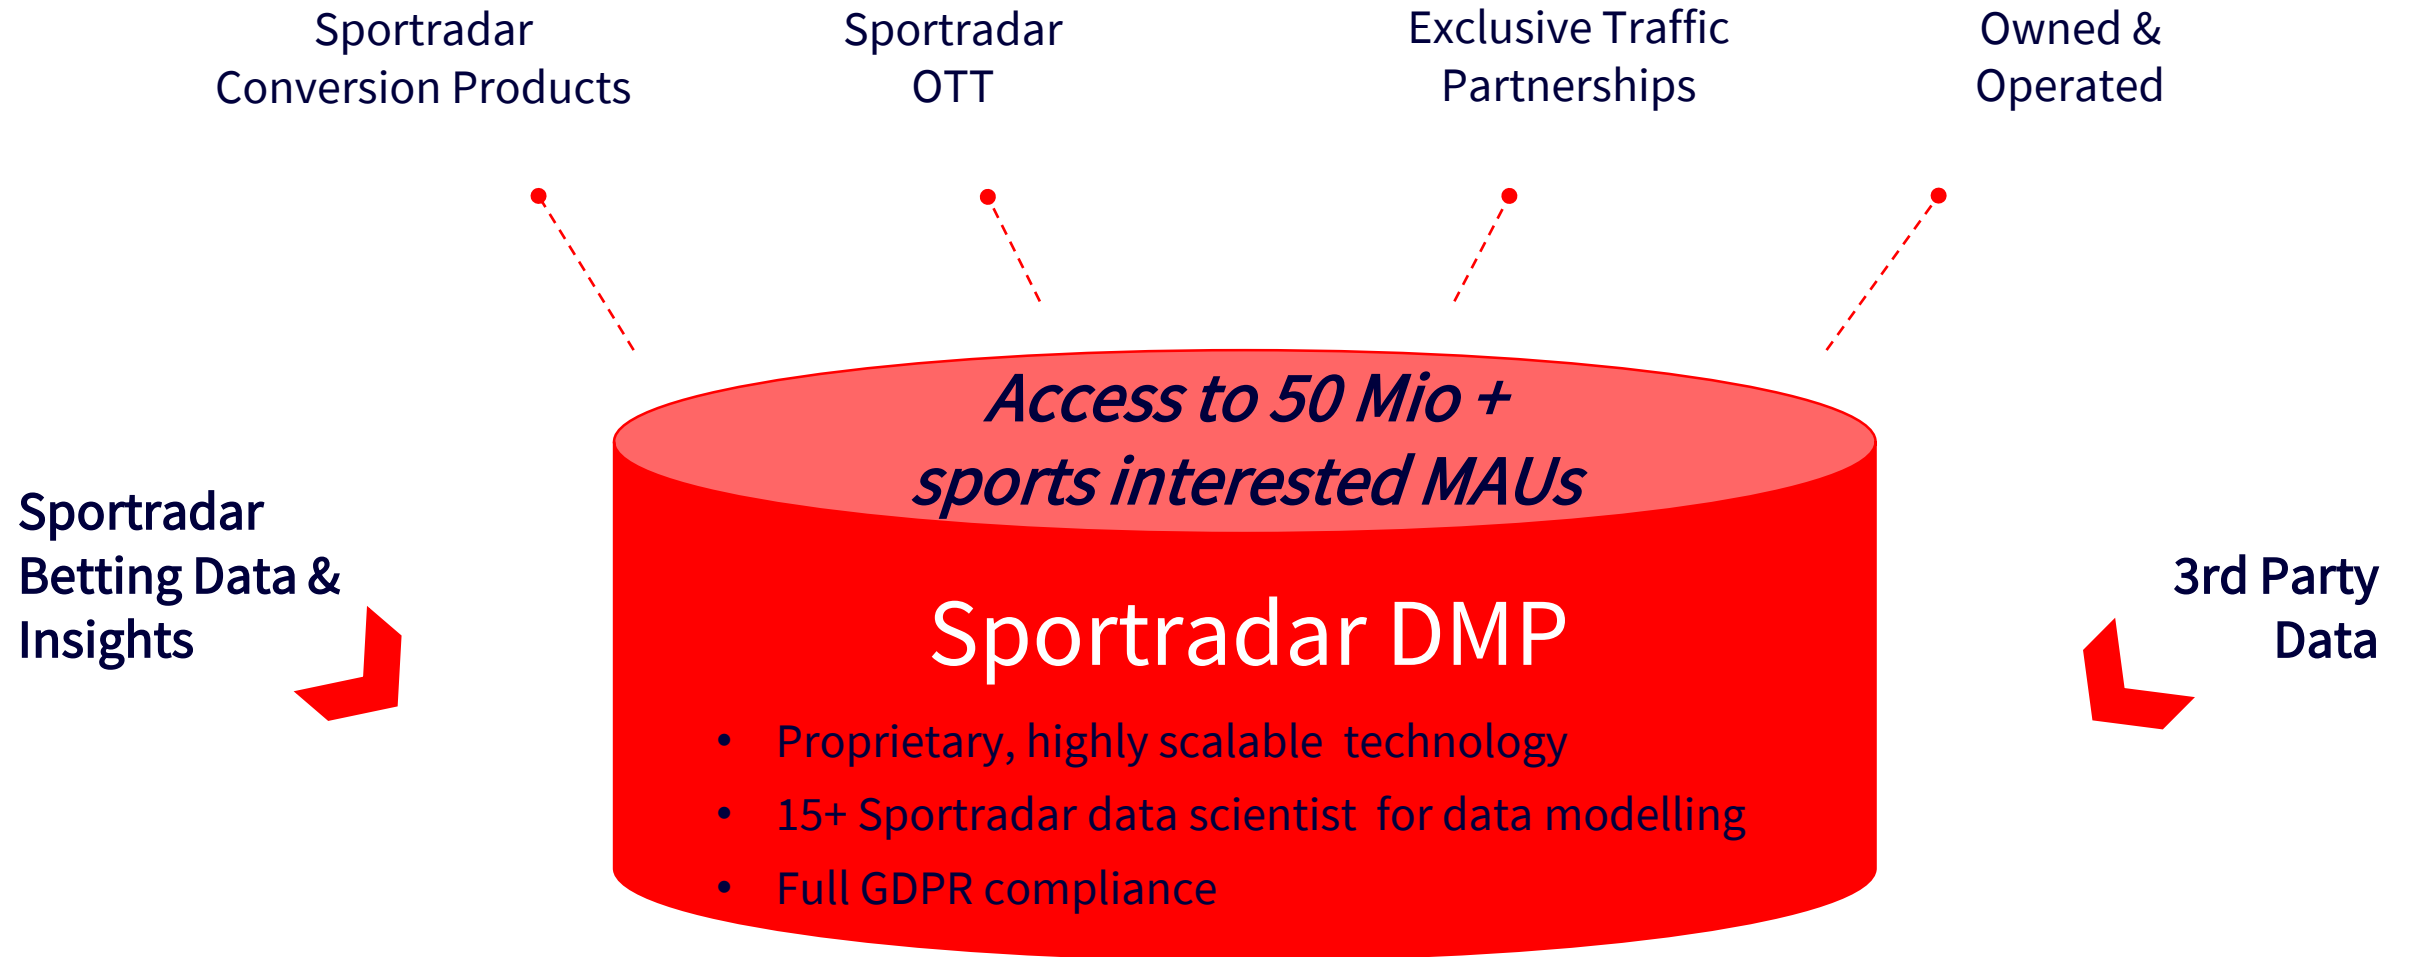 Sportradar
Conversion Products
Sportradar
OTT
Exclusive Traffic
Partnerships
Owned &
Operated
Access to 50 Mio +
sports interested MAUs
Sportradar
Betting Data &
Insights
3rd Party
Data
Sportradar DMP
• Proprietary, highly scalable  technology
• 15+ Sportradar data scientist  for data modelling
• Full GDPR compliance